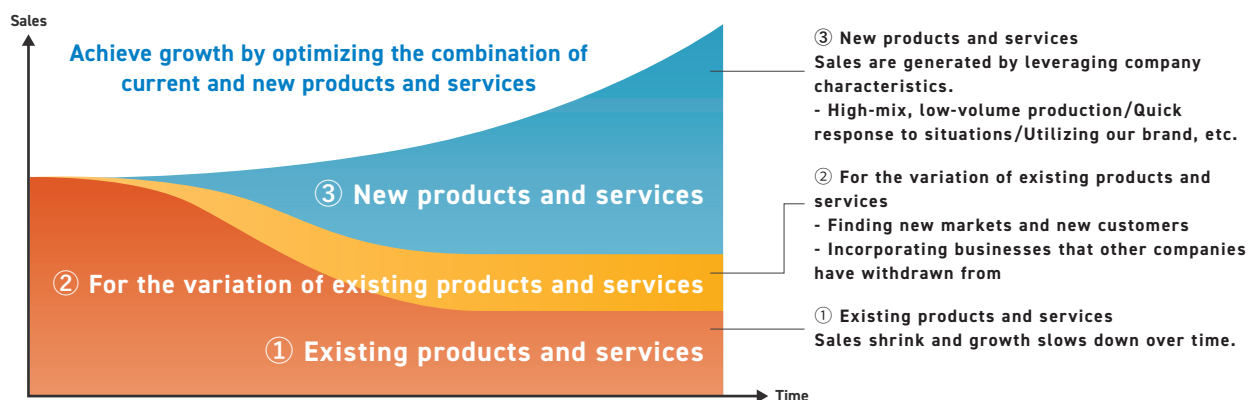 Sales
Achieve growth by optimizing the combination of
current and new products and services
③ New products and services
② For the variation of existing products and services
① Existing products and services
Time
③ New products and services
Sales are generated by leveraging company
characteristics.
- High-mix, low-volume production/Quick
response to situations/Utilizing our brand, etc.
② For the variation of existing products and
services
- Finding new markets and new customers
- Incorporating businesses that other companies
have withdrawn from
① Existing products and services
Sales shrink and growth slows down over time.